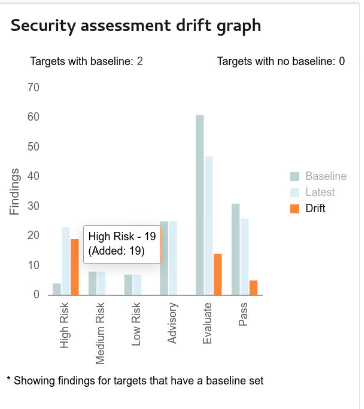 Security assessment drift graph
Targets with baseline: 2
Targets with no baseline: 0
70
60
50
40
30
20
10
0
Findings
High Risk - 19
(Added: 19)
Baseline
Latest
Drift
High Risk
Medium Risk
Low Risk
Advisory
Evaluate
Pass
* Showing findings for targets that have a baseline set